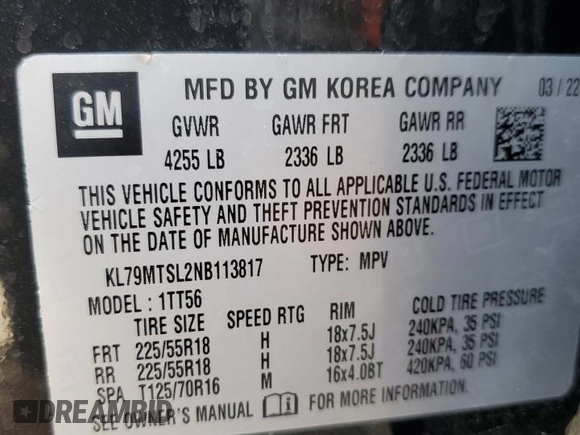 GM
MFD BY GM KOREA COMPANY 03 / 22
GVWR GAWR FRT GAWR RR
4255 LB 2336 LB 2336 LB
THIS VEHICLE CONFORMS TO ALL APPLICABLE U.S. FEDERAL MOTOR
VEHICLE SAFETY AND THEFT PREVENTION STANDARDS IN EFFECT
ON THE DATE OF MANUFACTURE SHOWN ABOVE.
KL79MTSL2NB113817 TYPE: MPV
MODEL : 1TT56
TIRE SIZE SPEED RTG RIM COLD TIRE PRESSURE
FRT 225/55R18 H 18x7.5J 240KPA, 35 PSI
RR 225/55R18 H 18x7.5J 240KPA, 35 PSI
SPA T125/70R16 M 16x4.0BT 420KPA, 60 PSI
SEE OWNER'S MANUAL FOR MORE INFORMATION.
DREAMBID